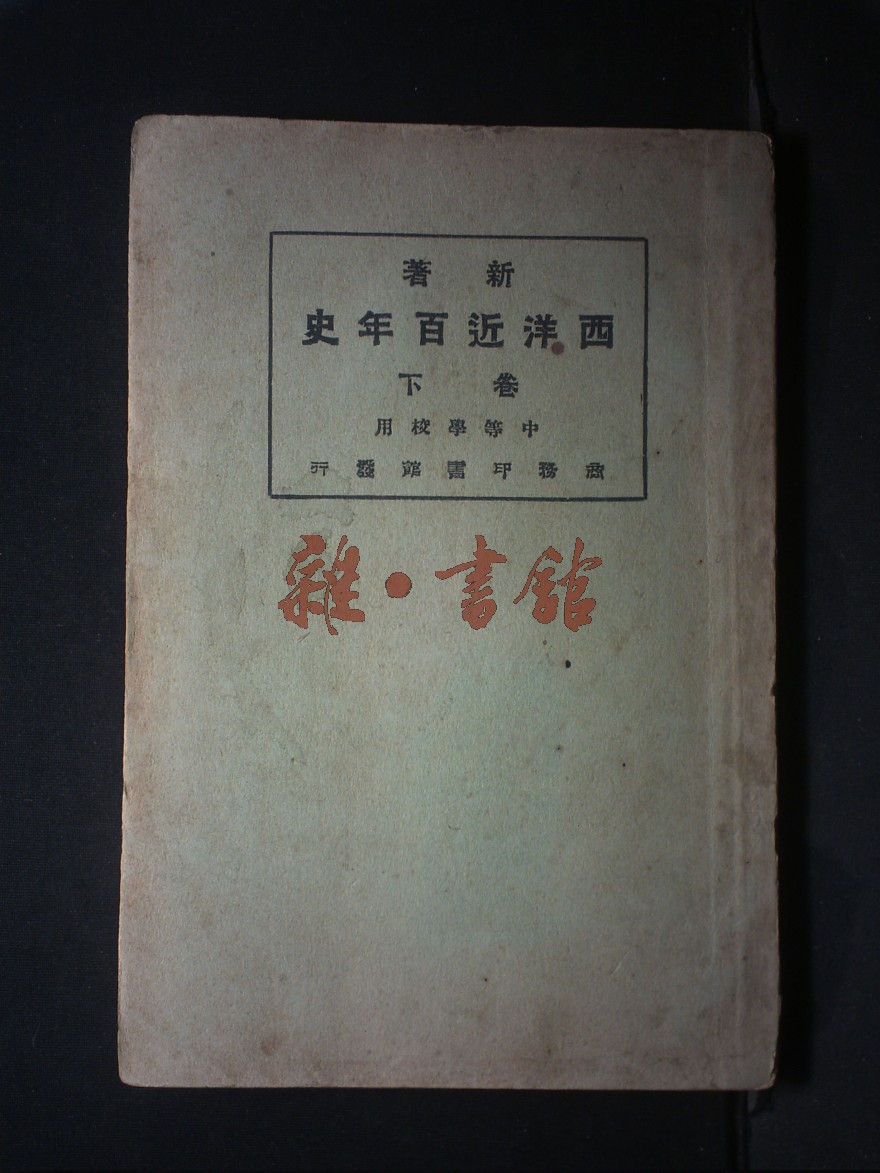 新著
西洋近百年史
卷下
中等學校用
商務印書館發行
雜·書館